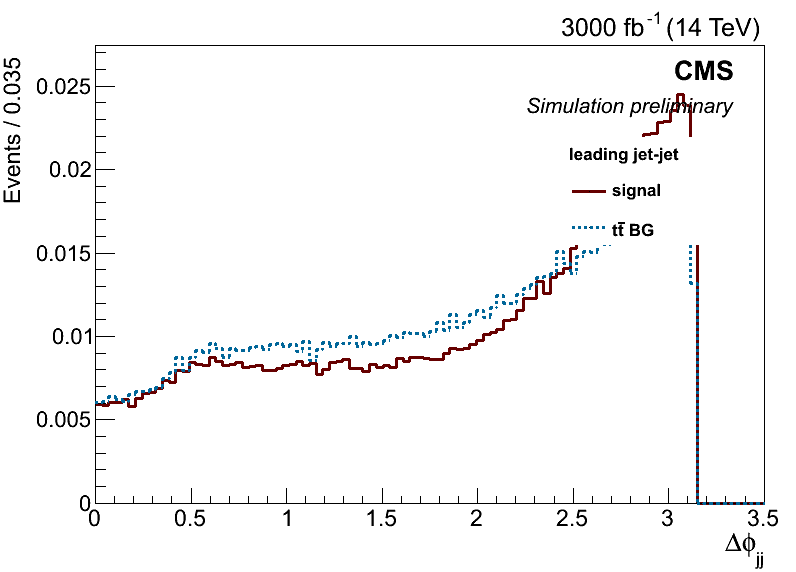 3000 fb⁻¹ (14 TeV)
CMS
Simulation preliminary
leading jet-jet
signal
tt̄ BG
Events / 0.035
0.025
0.02
0.015
0.01
0.005
0
0 0.5 1 1.5 2 2.5 3 3.5
Δϕjj